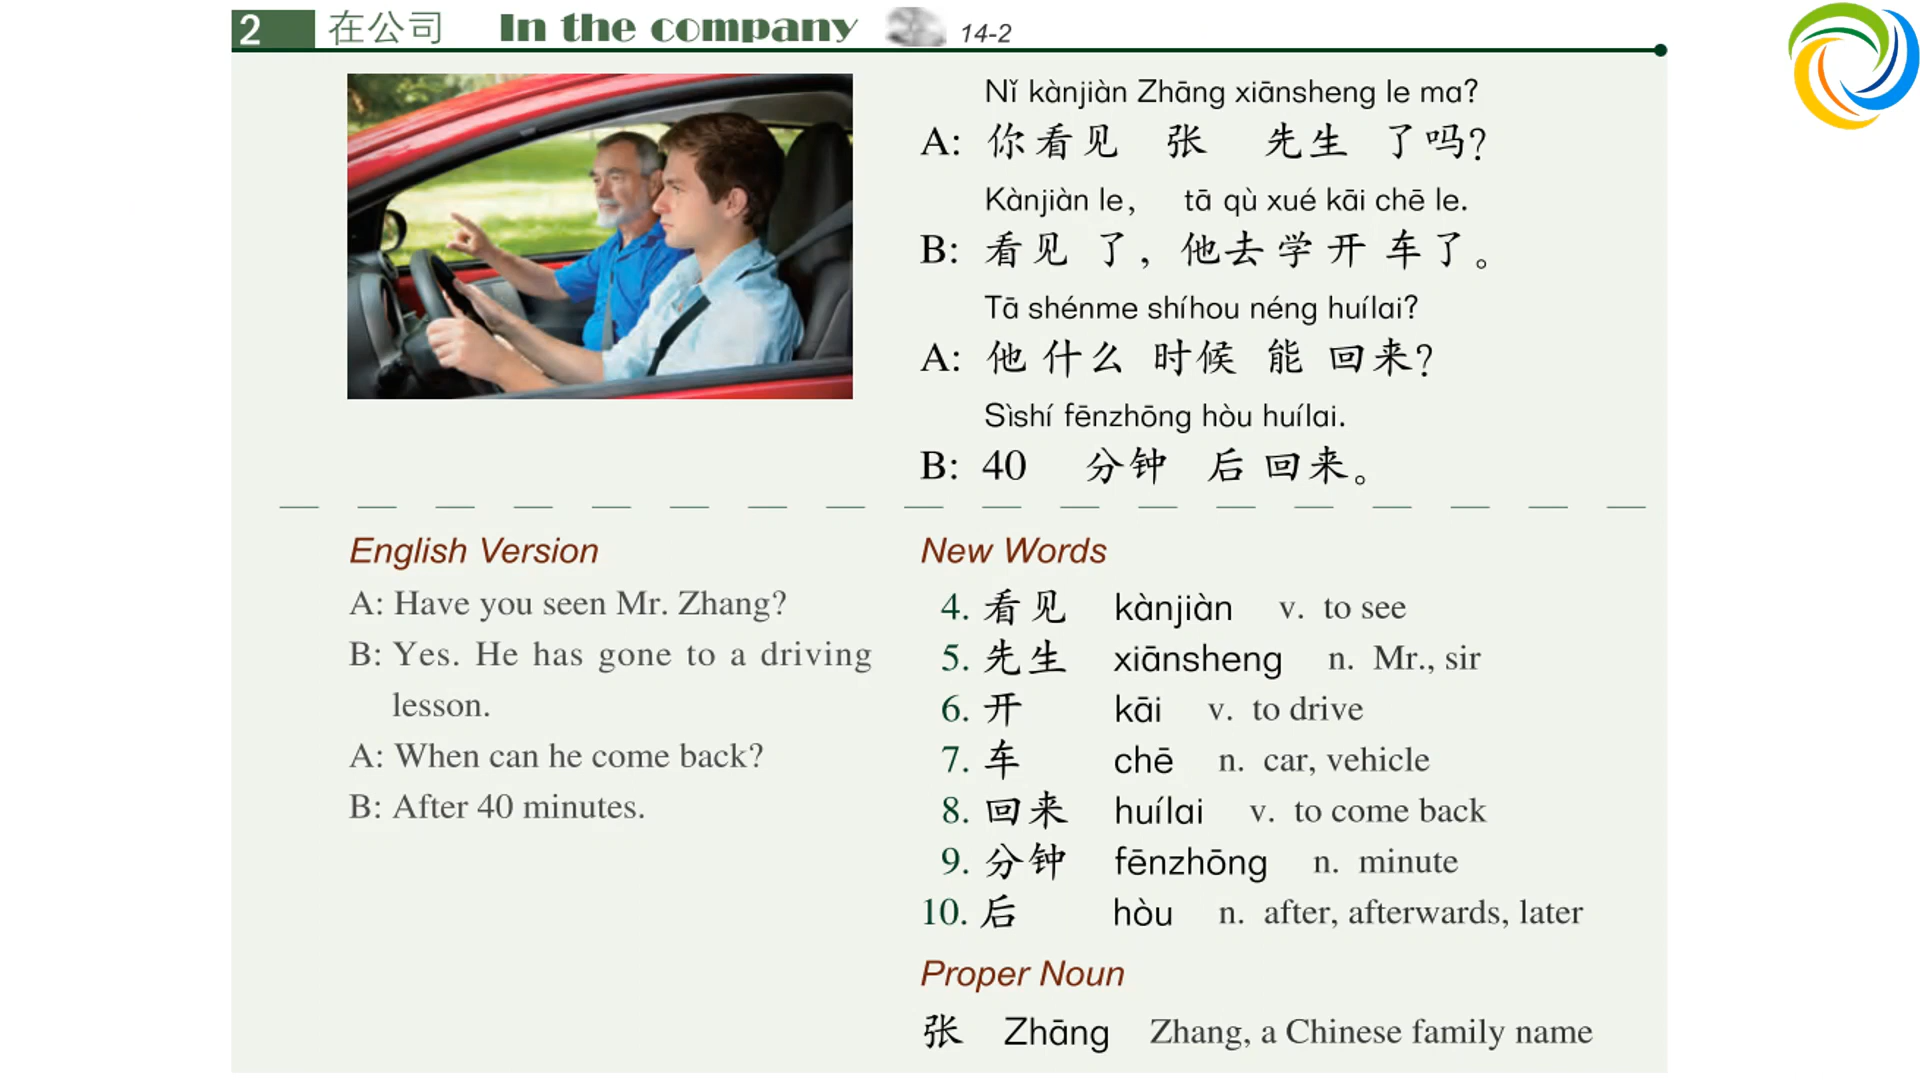 2 在公司 In the company 14-2
Nǐ kànjiàn Zhāng xiānsheng le ma?
A: 你看见 张 先生 了吗?
Kànjiàn le, tā qù xué kāi chē le.
B: 看见 了, 他去 学 开 车 了。
Tā shénme shíhou néng huílai?
A: 他 什么 时候 能 回来?
Sìshí fēnzhōng hòu huílai.
B: 40 分钟 后 回来。
English Version
A: Have you seen Mr. Zhang?
B: Yes. He has gone to a driving
lesson.
A: When can he come back?
B: After 40 minutes.
New Words
4. 看见 kànjiàn v. to see
5. 先生 xiānsheng n. Mr., sir
6. 开 kāi v. to drive
7. 车 chē n. car, vehicle
8. 回来 huílai v. to come back
9. 分钟 fēnzhōng n. minute
10. 后 hòu n. after, afterwards, later
Proper Noun
张 Zhāng Zhang, a Chinese family name